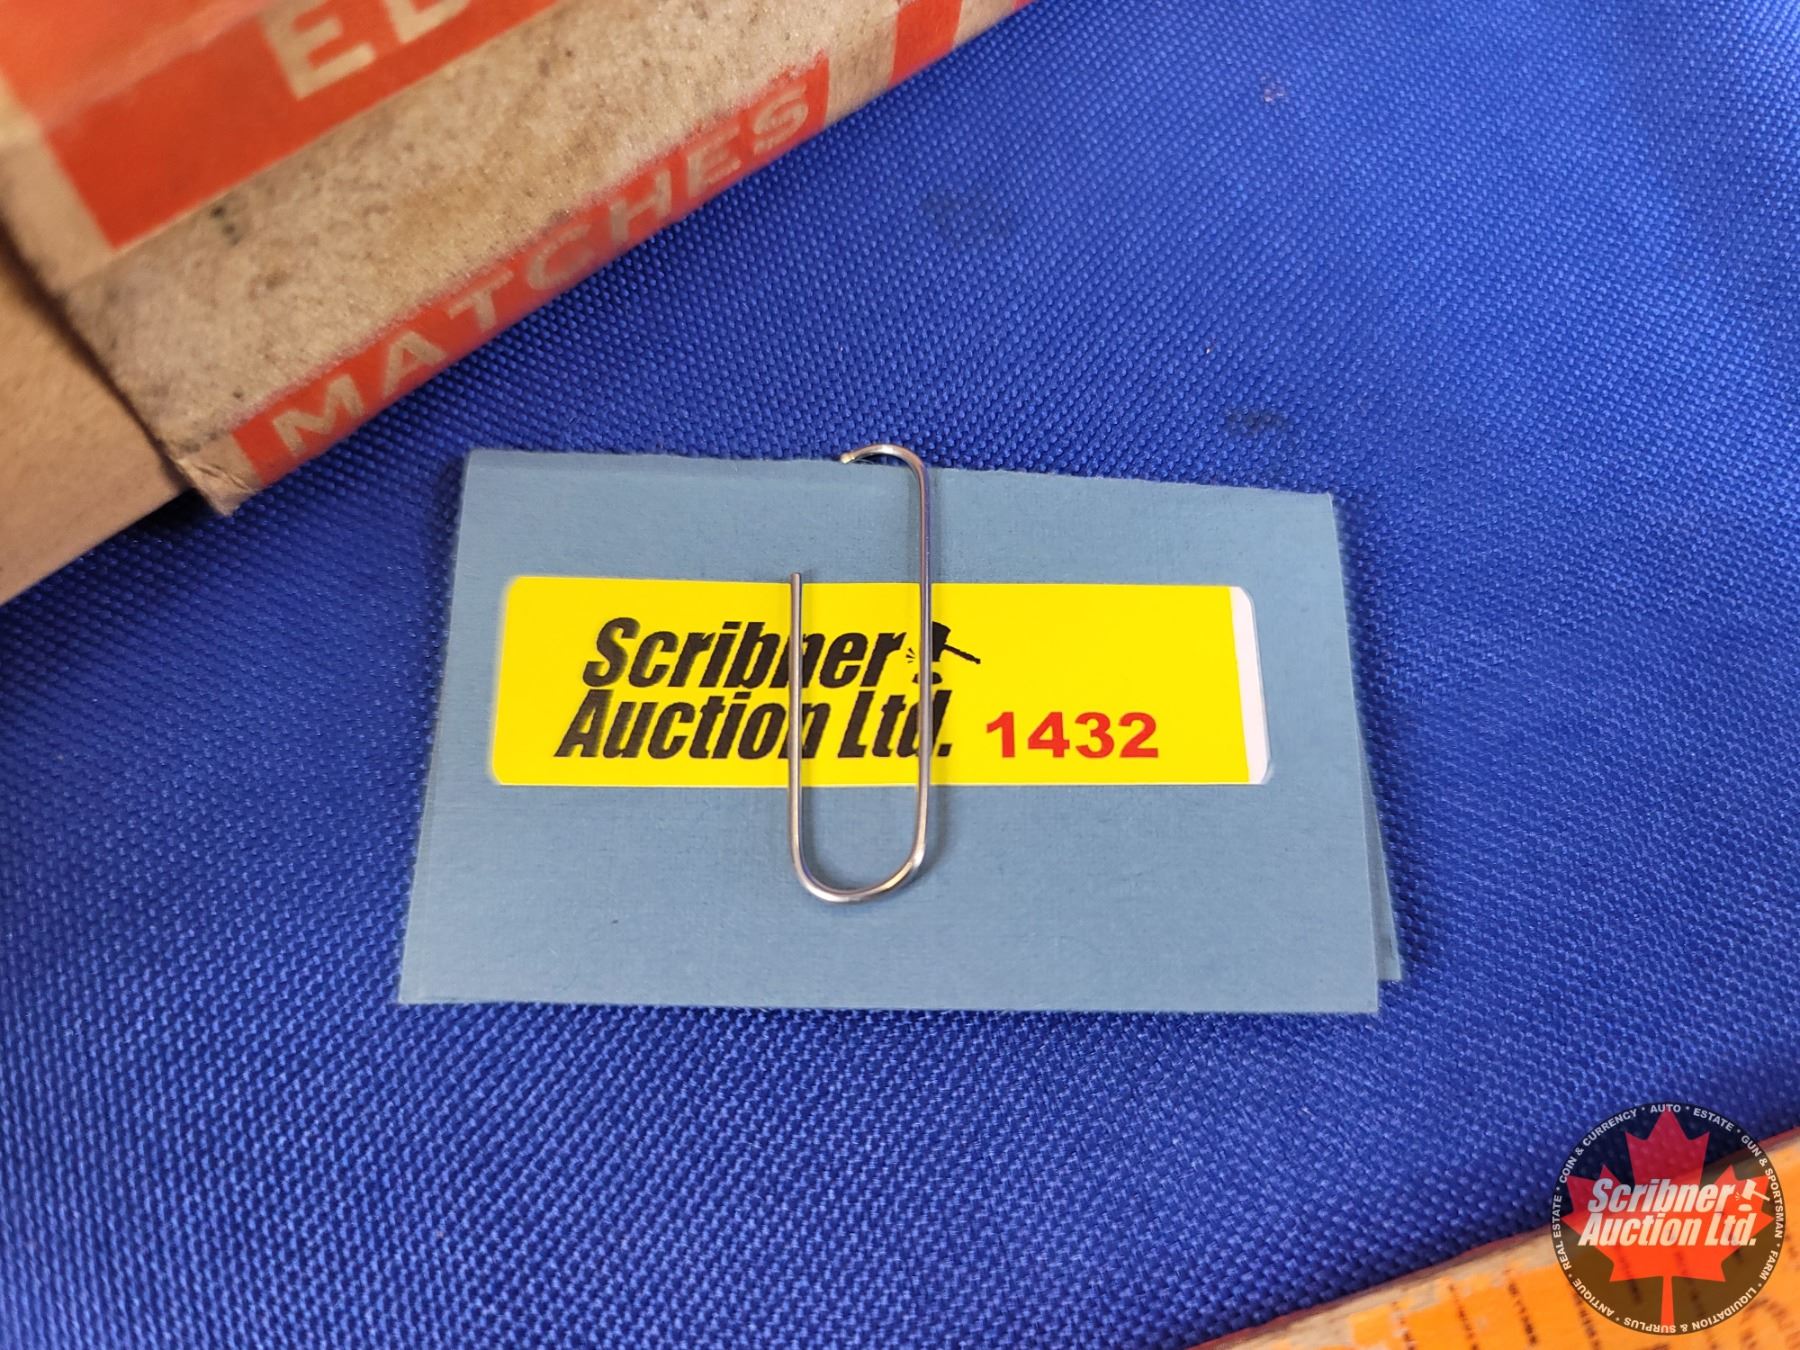 ED
MATCHES
Scribner
Auction Ltd.
1432
COIN & CURRENCY * AUTO * ESTATE * GUN & SPORTSMAN * FARM * LIQUIDATION & SURPLUS * ANTIQUE * REAL ESTATE *
Scribner
Auction Ltd.